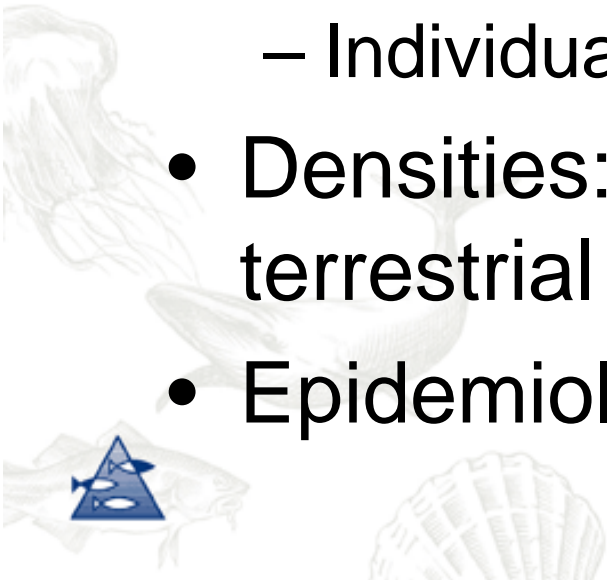 – Individua
• Densities:
terrestrial
• Epidemiol